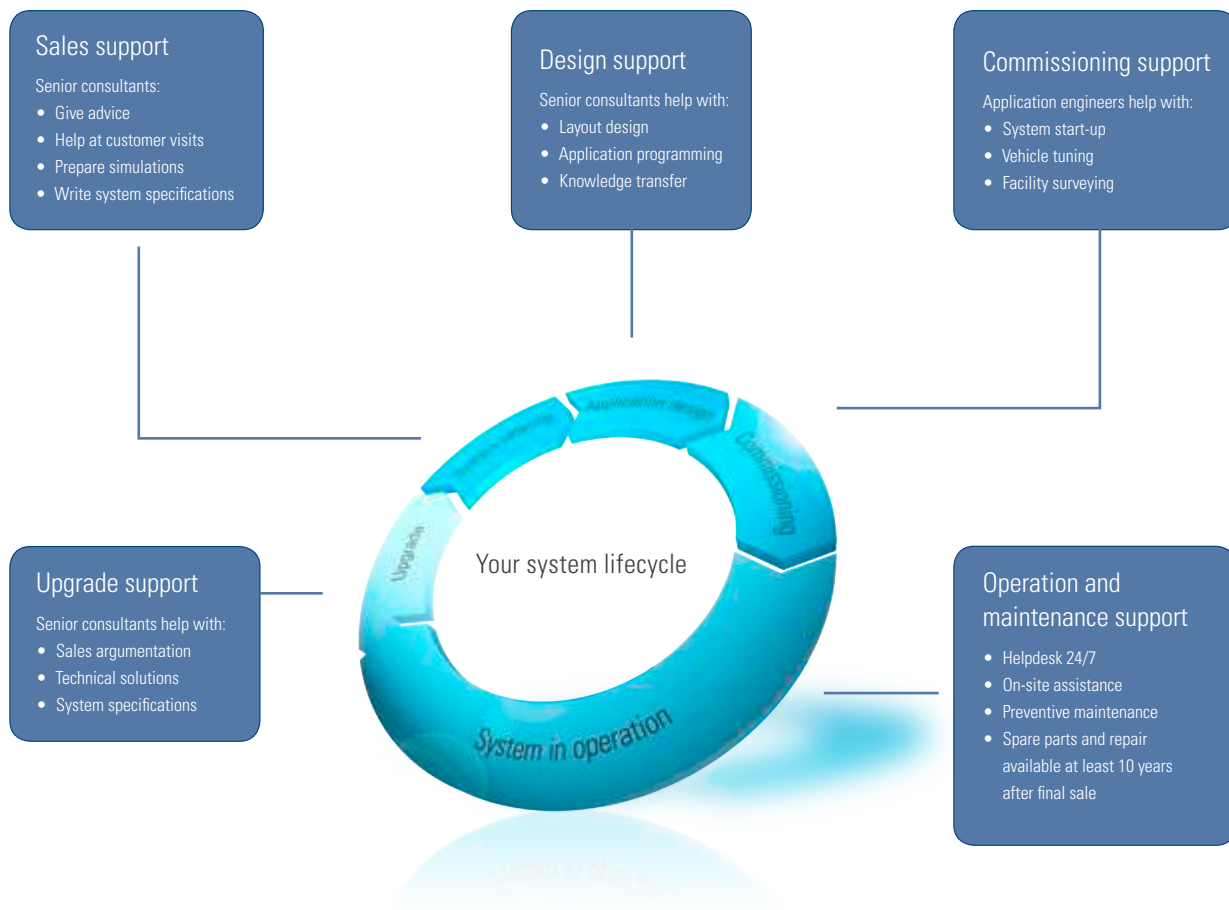 Sales support
Senior consultants:
• Give advice
• Help at customer visits
• Prepare simulations
• Write system specifications
Design support
Senior consultants help with:
• Layout design
• Application programming
• Knowledge transfer
Commissioning support
Application engineers help with:
• System start-up
• Vehicle tuning
• Facility surveying
Application design
Commissioning
Upgrade
Your system lifecycle
System in operation
Upgrade support
Senior consultants help with:
• Sales argumentation
• Technical solutions
• System specifications
Operation and
maintenance support
• Helpdesk 24/7
• On-site assistance
• Preventive maintenance
• Spare parts and repair
available at least 10 years
after final sale